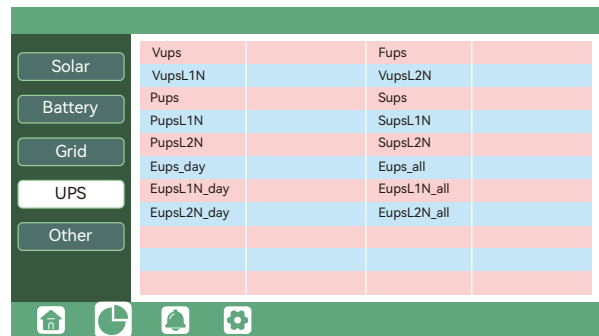 Solar
Battery
Grid
UPS
Other
Vups Fups
VupsL1N VupsL2N
Pups Sups
PupsL1N SupsL1N
PupsL2N SupsL2N
Eups_day Eups_all
EupsL1N_day EupsL1N_all
EupsL2N_day EupsL2N_all